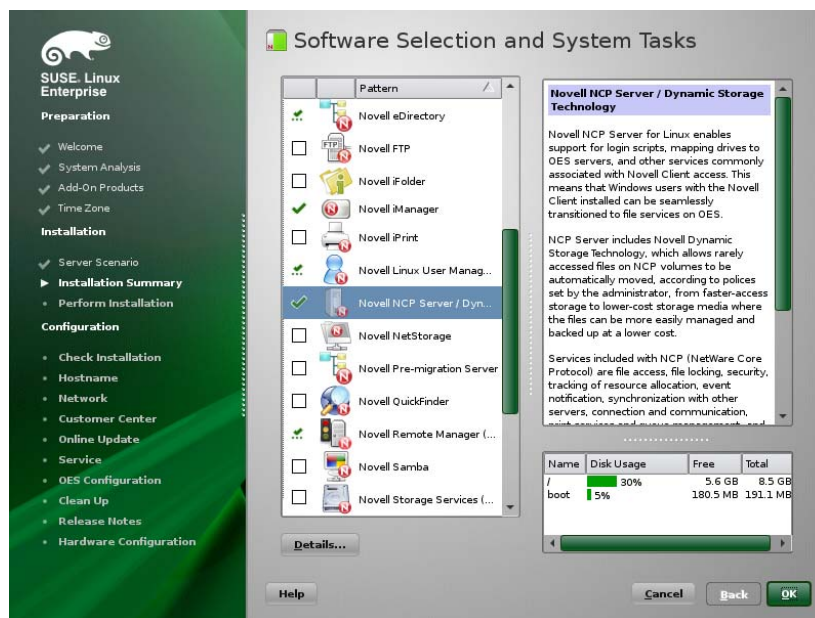 SUSE. Linux
Enterprise
Preparation
Welcome
System Analysis
Add-On Products
Time Zone
Installation
Server Scenario
Installation Summary
Perform Installation
Configuration
Check Installation
Hostname
Network
Customer Center
Online Update
Service
OES Configuration
Clean Up
Release Notes
Hardware Configuration
Software Selection and System Tasks
Pattern
Novell eDirectory
FTP Novell FTP
Novell iFolder
Novell iManager
Novell iPrint
Novell Linux User Manag...
Novell NCP Server / Dyn...
Novell NetStorage
Novell Pre-migration Server
Novell QuickFinder
Novell Remote Manager (...
Novell Samba
Novell Storage Services (...
Details...
Novell NCP Server / Dynamic Storage
Technology
Novell NCP Server for Linux enables
support for login scripts, mapping drives to
OES servers, and other services commonly
associated with Novell Client access. This
means that Windows users with the Novell
Client installed can be seamlessly
transitioned to file services on OES.
NCP Server includes Novell Dynamic
Storage Technology, which allows rarely
accessed files on NCP volumes to be
automatically moved, according to polices
set by the administrator, from faster-access
storage to lower-cost storage media where
the files can be more easily managed and
backed up at a lower cost.
Services included with NCP (NetWare Core
Protocol) are file access, file locking, security,
tracking of resource allocation, event
notification, synchronization with other
servers, connection and communication,
print services and queue management, and
Name Disk Usage Free Total
/ 30% 5.6 GB 8.5 GB
boot 5% 180.5 MB 191.1 MB
Help Cancel Back OK